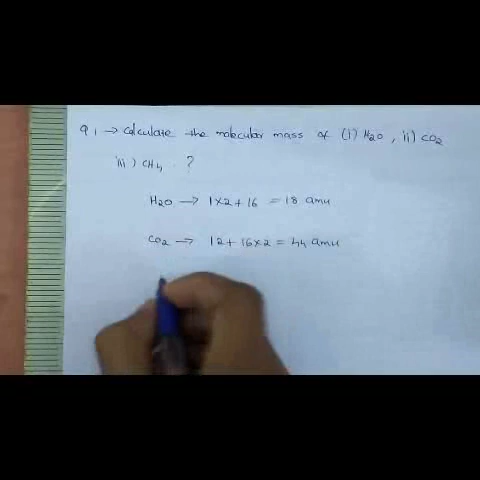 Q 1 → Calculate the molecular mass of (i) H₂O, ii) CO₂
iii) CH₄ . ?
H₂O → 1×2+16 = 18 amu
CO₂ → 12+16×2 = 44 amu